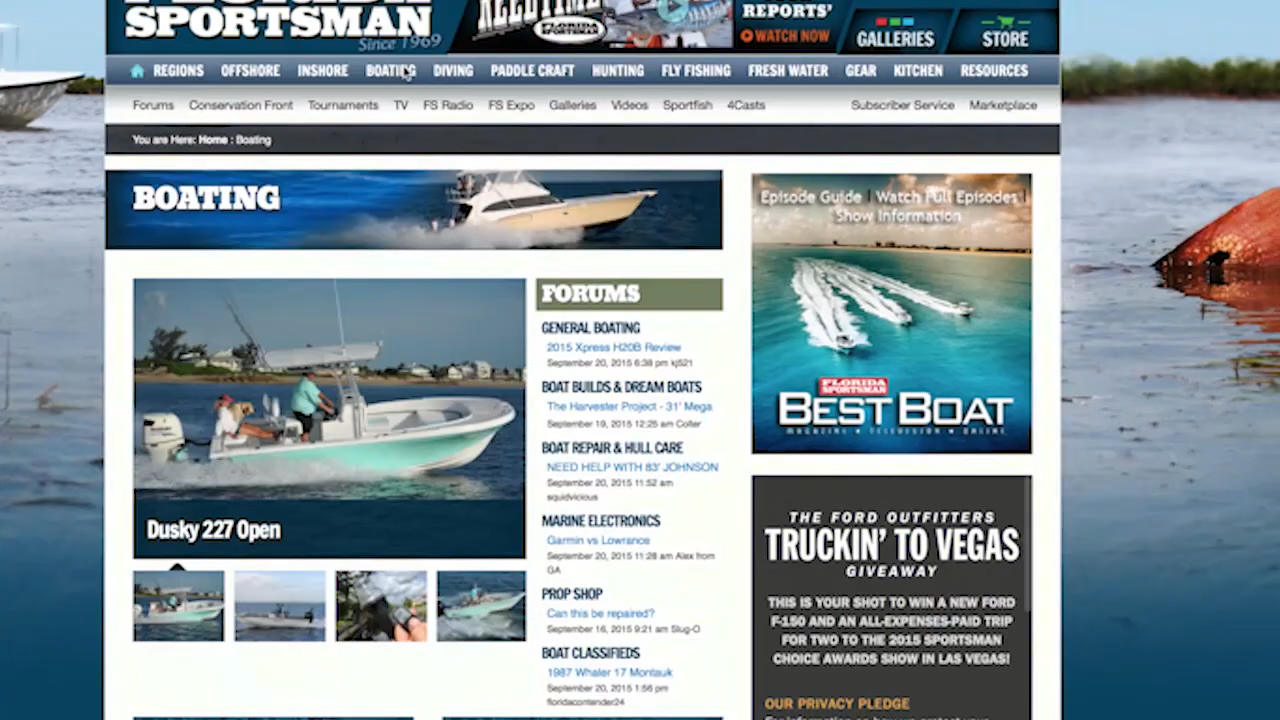 FLORIDA
SPORTSMAN
Since 1969
REEL TIME
FLORIDA
SPORTSMAN
REPORTS'
WATCH NOW
GALLERIES
STORE
REGIONS OFFSHORE INSHORE BOATING DIVING PADDLE CRAFT HUNTING FLY FISHING FRESH WATER GEAR KITCHEN RESOURCES
Forums Conservation Front Tournaments TV FS Radio FS Expo Galleries Videos Sportfish 4Casts Subscriber Service Marketplace
You are Here: Home : Boating
BOATING
Dusky 227 Open
FORUMS
GENERAL BOATING
2015 Xpress H20B Review
September 20, 2015 6:38 pm kj521
BOAT BUILDS & DREAM BOATS
The Harvester Project - 31' Mega
September 19, 2015 12:25 am Colter
BOAT REPAIR & HULL CARE
NEED HELP WITH 83' JOHNSON
September 20, 2015 11:52 am
squidvicious
MARINE ELECTRONICS
Garmin vs Lowrance
September 20, 2015 11:28 am Alex from
GA
PROP SHOP
Can this be repaired?
September 16, 2015 9:21 am Slug-O
BOAT CLASSIFIEDS
1987 Whaler 17 Montauk
September 20, 2015 1:56 pm
floridacontender24
Episode Guide | Watch Full Episodes |
Show Information
FLORIDA
SPORTSMAN
BEST BOAT
MAGAZINE • TELEVISION • ONLINE
THE FORD OUTFITTERS
TRUCKIN' TO VEGAS
GIVEAWAY
THIS IS YOUR SHOT TO WIN A NEW FORD
F-150 AND AN ALL-EXPENSES-PAID TRIP
FOR TWO TO THE 2015 SPORTSMAN
CHOICE AWARDS SHOW IN LAS VEGAS!
OUR PRIVACY PLEDGE